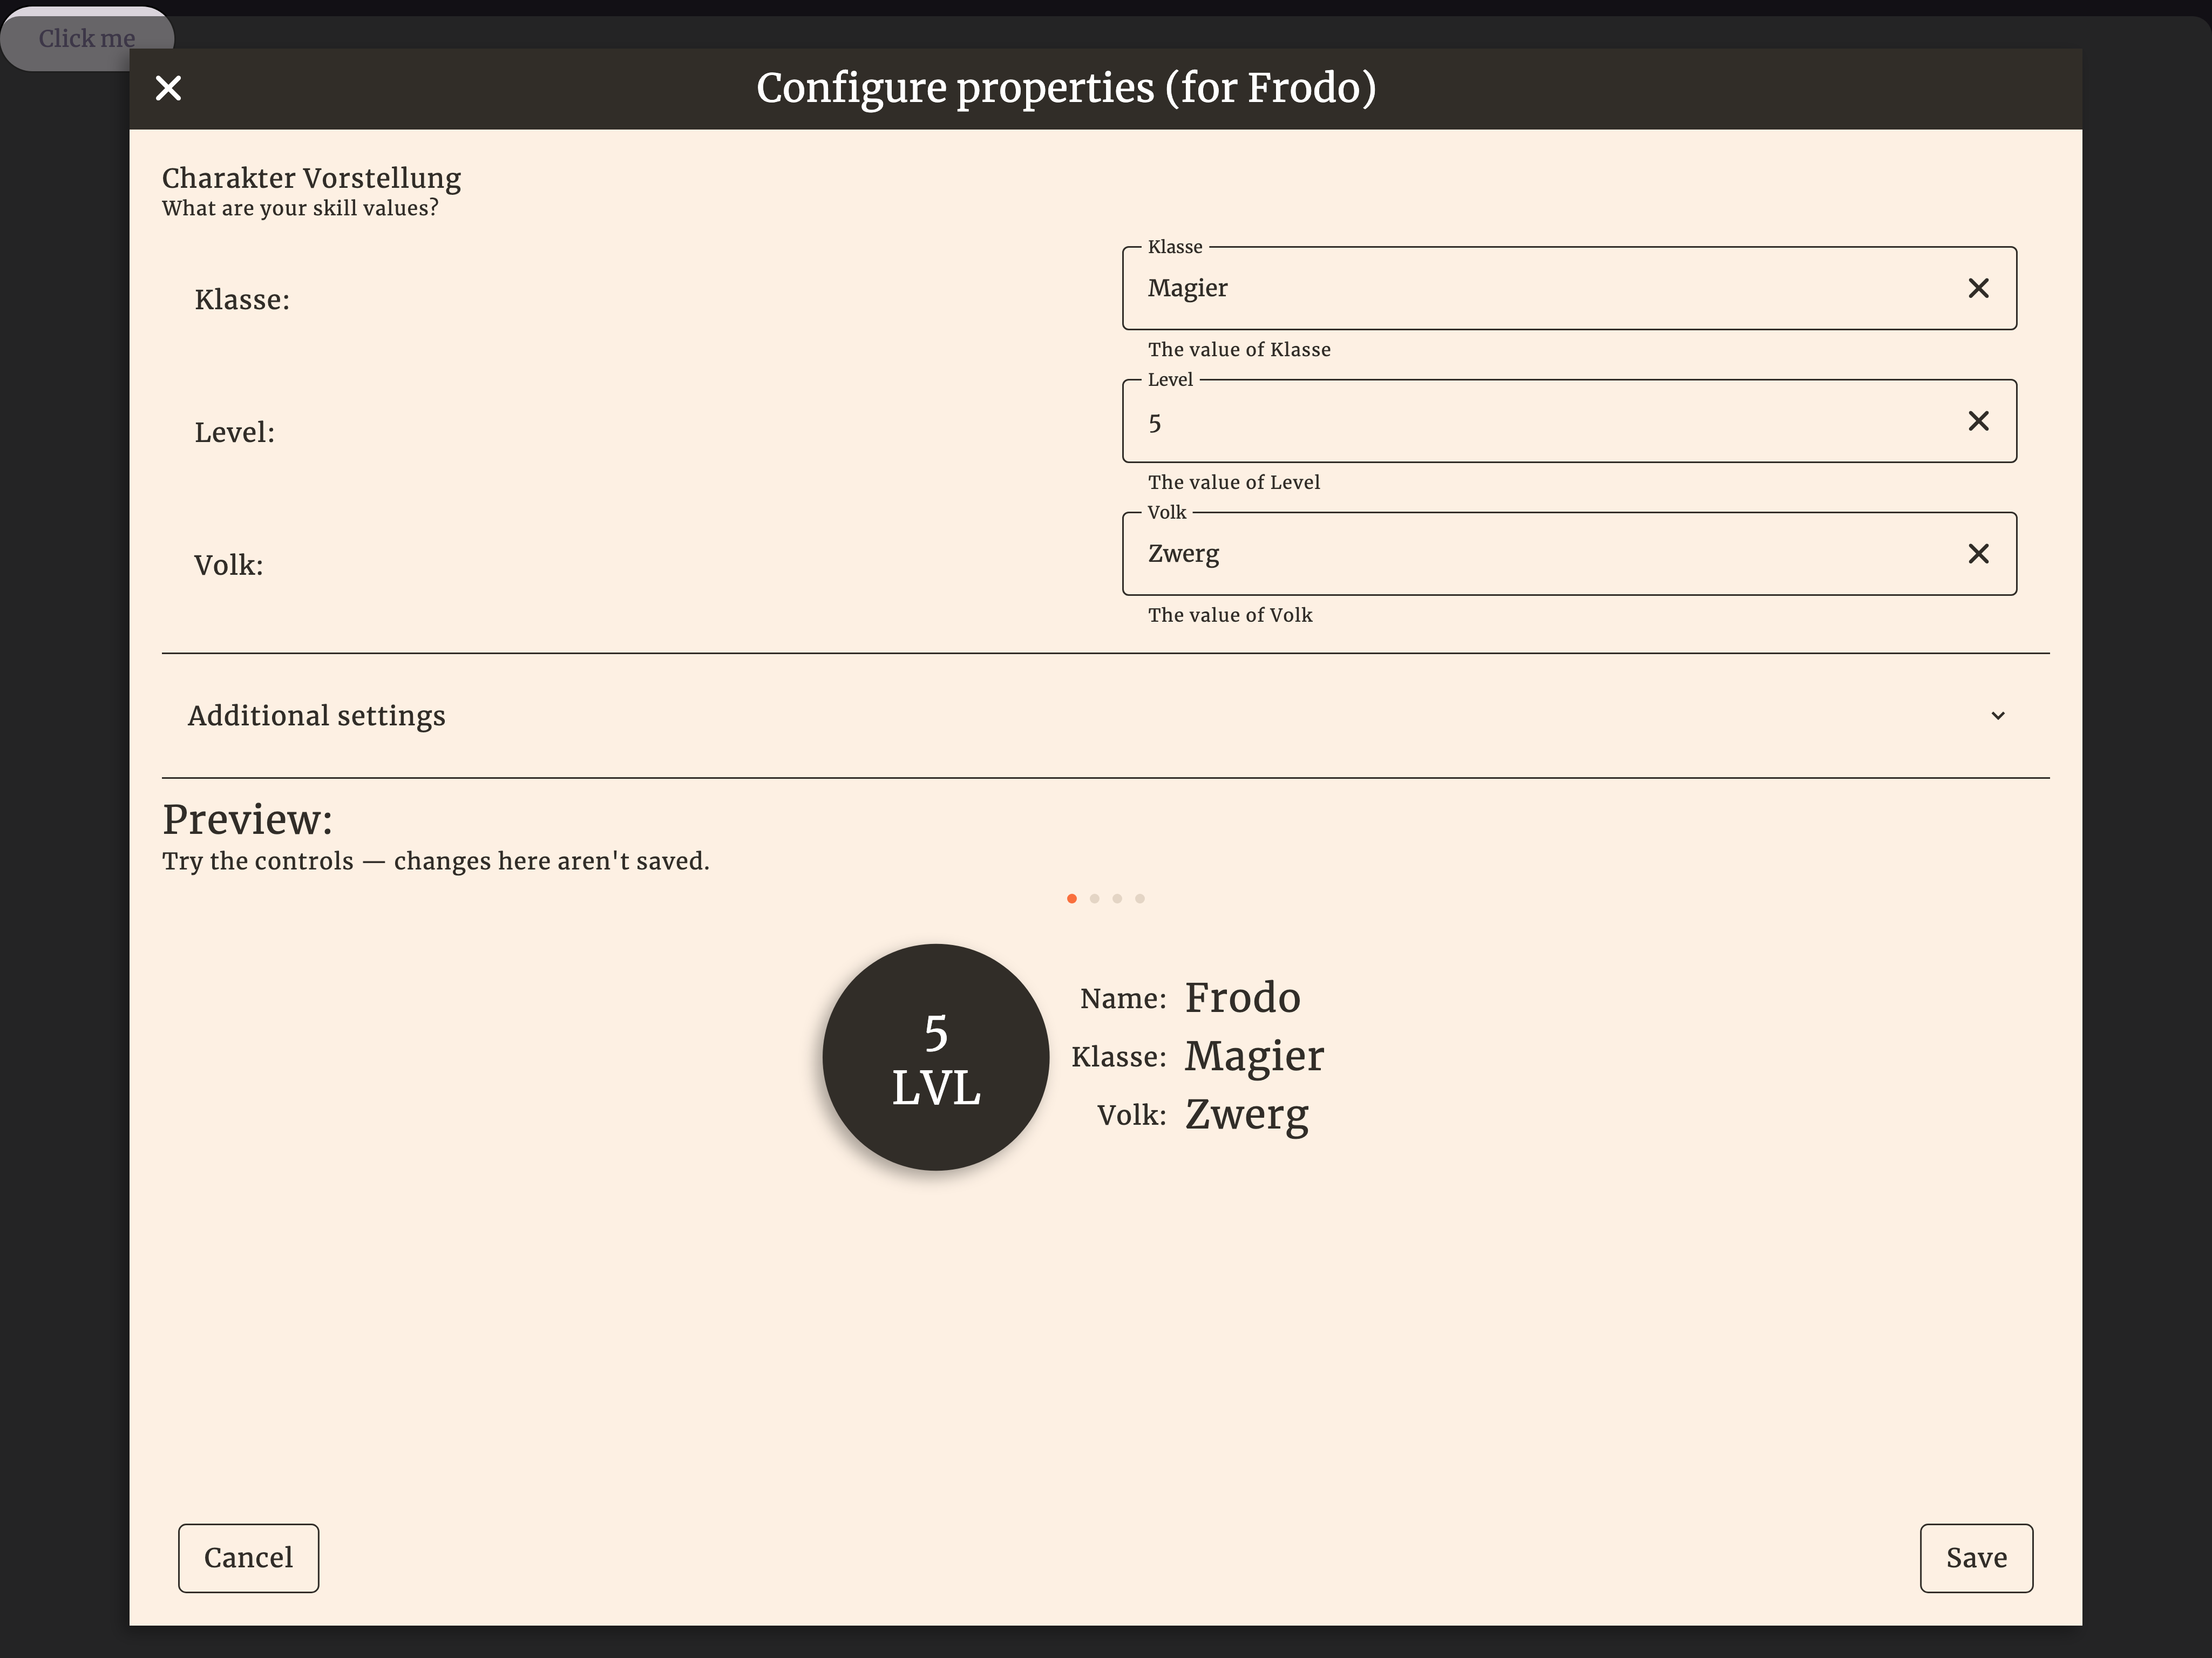 Click me
Configure properties (for Frodo)
Charakter Vorstellung
What are your skill values?
Klasse:
Klasse
Magier
The value of Klasse
Level:
Level
5
The value of Level
Volk:
Volk
Zwerg
The value of Volk
Additional settings
Preview:
Try the controls — changes here aren't saved.
5
LVL
Name: Frodo
Klasse: Magier
Volk: Zwerg
Cancel
Save